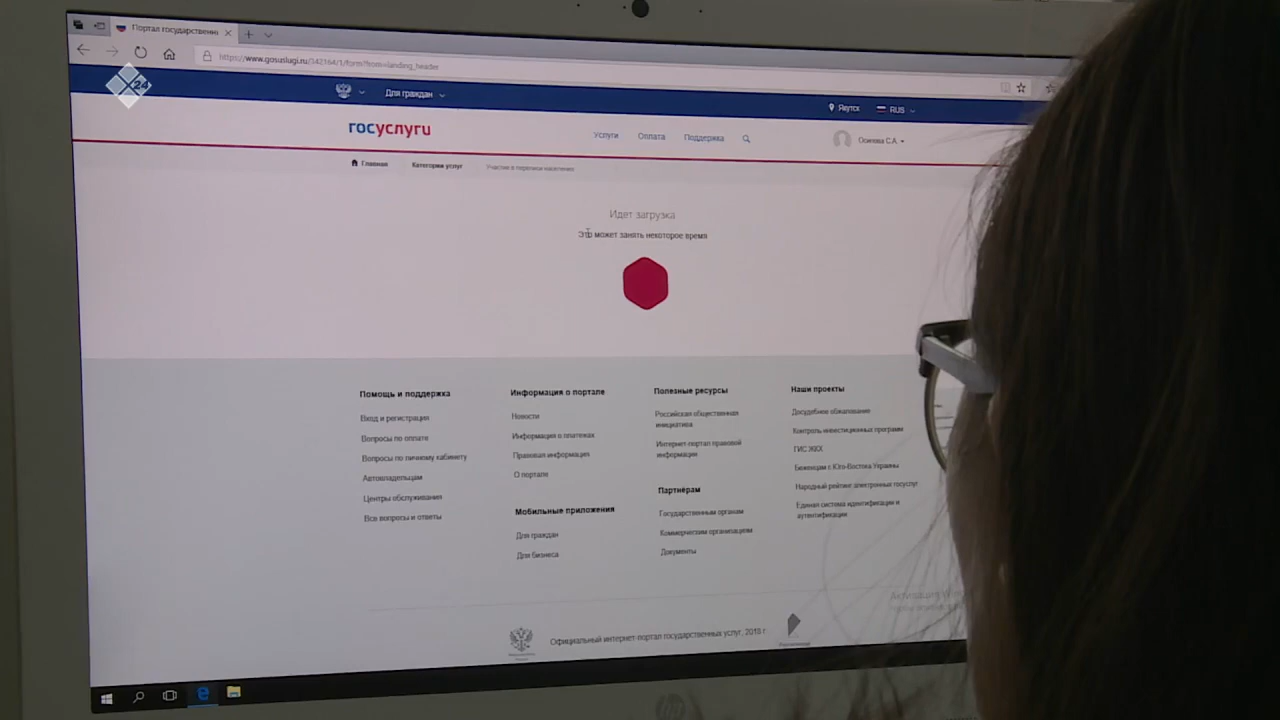 Портал государственн
https://www.gosuslugi.ru/342164/1/form?from=landing_header
24
Для граждан
Якутск
RUS
госуслуги
Услуги
Оплата
Поддержка
Осипова С.А.
Главная
Категории услуг
Участие в переписи населения
Идет загрузка
Это может занять некоторое время
Помощь и поддержка
Вход и регистрация
Вопросы по оплате
Вопросы по личному кабинету
Автовладельцам
Центры обслуживания
Все вопросы и ответы
Информация о портале
Новости
Информация о платежах
Правовая информация
О портале
Мобильные приложения
Для граждан
Для бизнеса
Полезные ресурсы
Российская общественная
инициатива
Интернет-портал правовой
информации
Партнёрам
Государственным органам
Коммерческим организациям
Документы
Наши проекты
Досудебное обжалование
Контроль инвестиционных программ
ГИС ЖКХ
Беженцам с Юго-Востока Украины
Народный рейтинг электронных госуслуг
Единая система идентификации и
аутентификации
Активация Win
Официальный интернет-портал государственных услуг, 2018 г.
hp